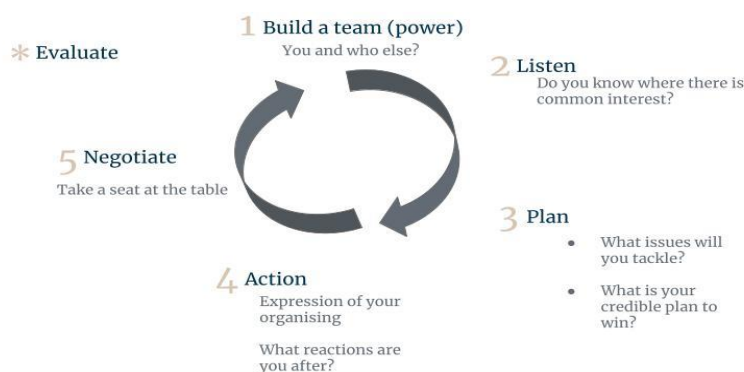 1 Build a team (power)
You and who else?
* Evaluate
2 Listen
Do you know where there is
common interest?
5 Negotiate
Take a seat at the table
3 Plan
• What issues will
you tackle?
• What is your
credible plan to
win?
4 Action
Expression of your
organising
What reactions are
you after?